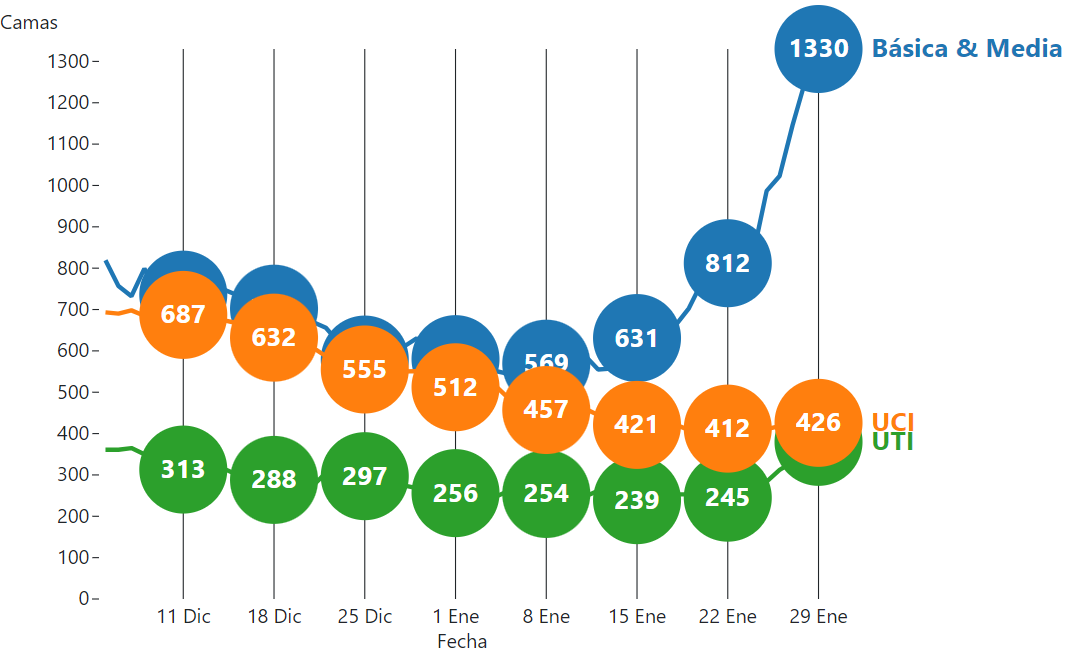 Camas
1300
1200
1100
1000
900
800
700
600
500
400
300
200
100
0
1330 Básica & Media
812
631
569
687 632 555 512 457 421 412 426 UCI
UTI
313 288 297 256 254 239 245
11 Dic 18 Dic 25 Dic 1 Ene 8 Ene 15 Ene 22 Ene 29 Ene
Fecha